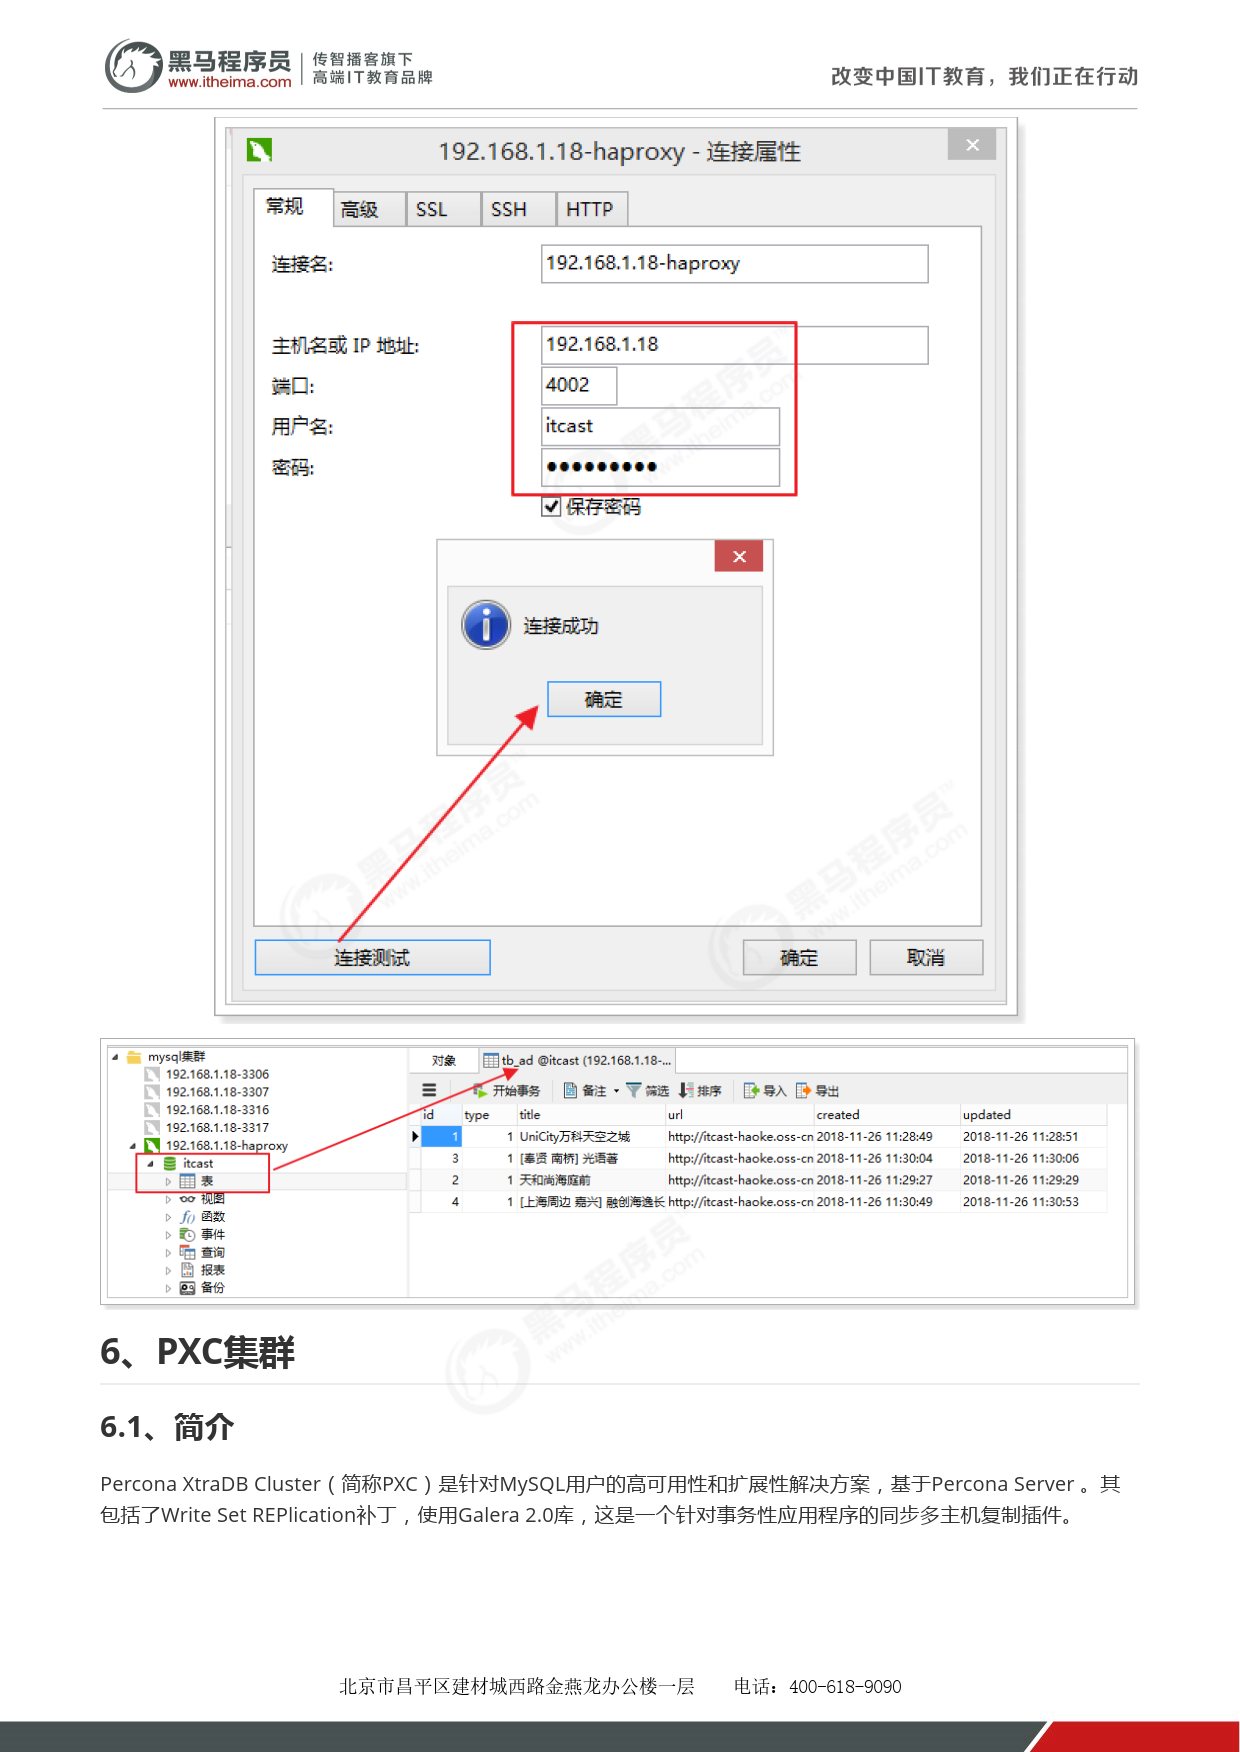 黑马程序员
www.itheima.com
传智播客旗下
高端IT教育品牌
改变中国IT教育，我们正在行动
192.168.1.18-haproxy - 连接属性
常规 高级 SSL SSH HTTP
连接名: 192.168.1.18-haproxy
主机名或 IP 地址: 192.168.1.18
端口: 4002
用户名: itcast
密码: ●●●●●●●●●
保存密码
连接成功
确定
连接测试 确定 取消
mysql集群
192.168.1.18-3306
192.168.1.18-3307
192.168.1.18-3316
192.168.1.18-3317
192.168.1.18-haproxy
itcast
表
视图
函数
事件
查询
报表
备份
对象 tb_ad @itcast (192.168.1.18-...
开始事务 备注 筛选 排序 导入 导出
id type title url created updated
1 1 UniCity万科天空之城 http://itcast-haoke.oss-cn 2018-11-26 11:28:49 2018-11-26 11:28:51
3 1 [奉贤 南桥] 光语著 http://itcast-haoke.oss-cn 2018-11-26 11:30:04 2018-11-26 11:30:06
2 1 天和尚海庭前 http://itcast-haoke.oss-cn 2018-11-26 11:29:27 2018-11-26 11:29:29
4 1 [上海周边 嘉兴] 融创海逸长 http://itcast-haoke.oss-cn 2018-11-26 11:30:49 2018-11-26 11:30:53
6、PXC集群
6.1、简介
Percona XtraDB Cluster（简称PXC）是针对MySQL用户的高可用性和扩展性解决方案，基于Percona Server 。其
包括了Write Set REPlication补丁，使用Galera 2.0库，这是一个针对事务性应用程序的同步多主机复制插件。
北京市昌平区建材城西路金燕龙办公楼一层 电话：400-618-9090